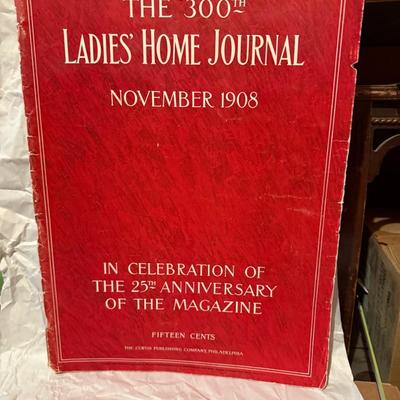 THE 300TH
LADIES' HOME JOURNAL
NOVEMBER 1908
IN CELEBRATION OF
THE 25TH ANNIVERSARY
OF THE MAGAZINE
FIFTEEN CENTS
THE CURTIS PUBLISHING COMPANY, PHILADELPHIA